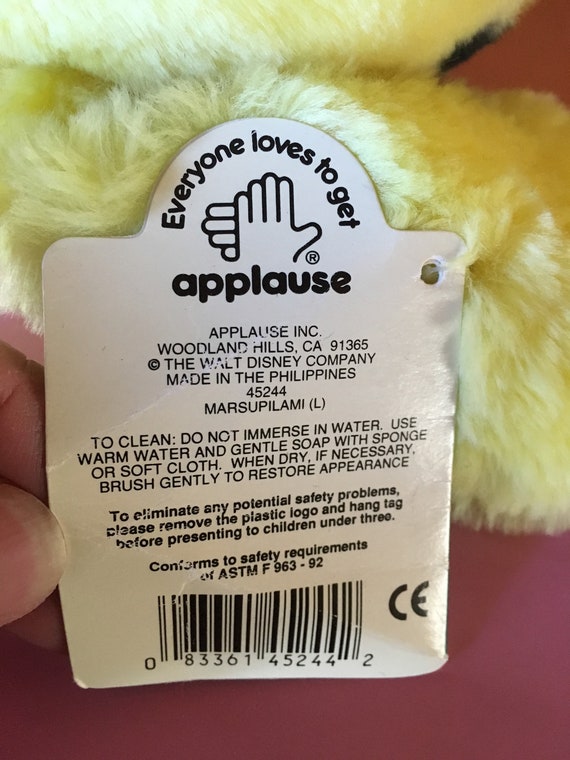 Everyone loves to get
®
applause
APPLAUSE INC.
WOODLAND HILLS, CA 91365
© THE WALT DISNEY COMPANY
MADE IN THE PHILIPPINES
45244
MARSUPILAMI (L)
TO CLEAN: DO NOT IMMERSE IN WATER. USE
WARM WATER AND GENTLE SOAP WITH SPONGE
OR SOFT CLOTH. WHEN DRY, IF NECESSARY,
BRUSH GENTLY TO RESTORE APPEARANCE
To eliminate any potential safety problems,
please remove the plastic logo and hang tag
before presenting to children under three.
Conforms to safety requirements
of ASTM F 963 - 92
CE
0 83361 45244 2